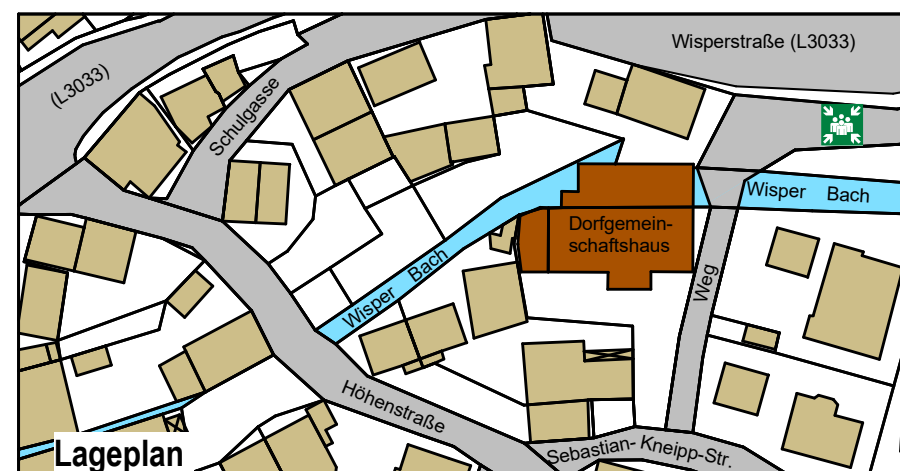 Wisperstraße (L3033)
(L3033)
Schulgasse
Wisper Bach
Dorfgemein-
schaftshaus
Wisper Bach
Weg
Höhenstraße
Sebastian- Kneipp-Str.
Lageplan